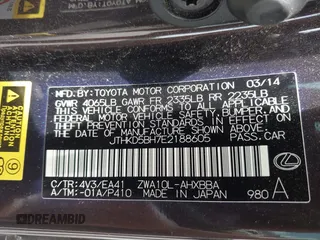 MFD. BY: TOYOTA MOTOR CORPORATION 03/14
GVWR 4065LB GAWR FR 2335LB RR 2235LB
THIS VEHICLE CONFORMS TO ALL APPLICABLE
FEDERAL MOTOR VEHICLE SAFETY, BUMPER, AND
THEFT PREVENTION STANDARDS IN EFFECT ON
THE DATE OF MANUFACTURE SHOWN ABOVE.
JTHKD5BH7E2188605 PASS.CAR
C/TR: 4V3/EA41 ZWA10L-AHXBBA
A/TM: -01A/P410 MADE IN JAPAN 980 A
DREAMBID